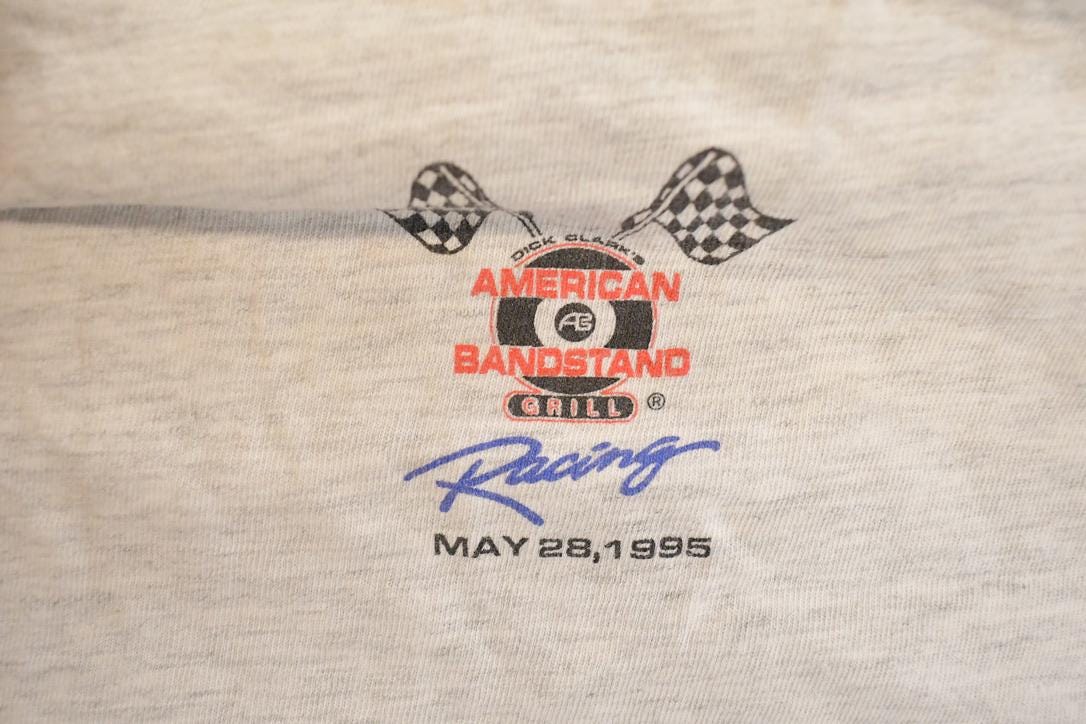 DICK CLARK'S
AMERICAN
AB
BANDSTAND
GRILL ®
Racing
MAY 28,1995